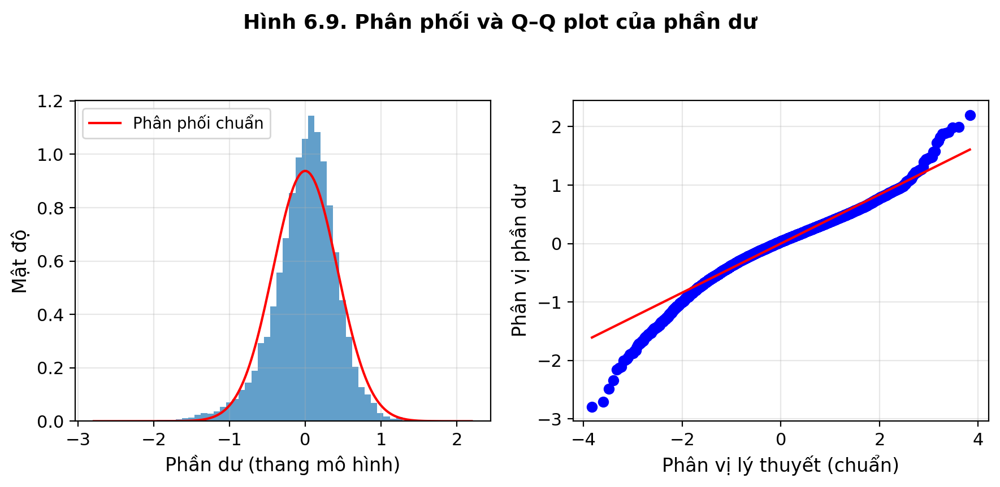 Hình 6.9. Phân phối và Q–Q plot của phần dư
Phân phối chuẩn
Mật độ
1.2
1.0
0.8
0.6
0.4
0.2
0.0
−3 −2 −1 0 1 2
Phần dư (thang mô hình)
Phân vị phần dư
2
1
0
−1
−2
−3
−4 −2 0 2 4
Phân vị lý thuyết (chuẩn)